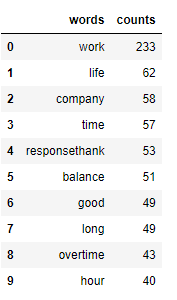 words counts
0 work 233
1 life 62
2 company 58
3 time 57
4 responsethank 53
5 balance 51
6 good 49
7 long 49
8 overtime 43
9 hour 40